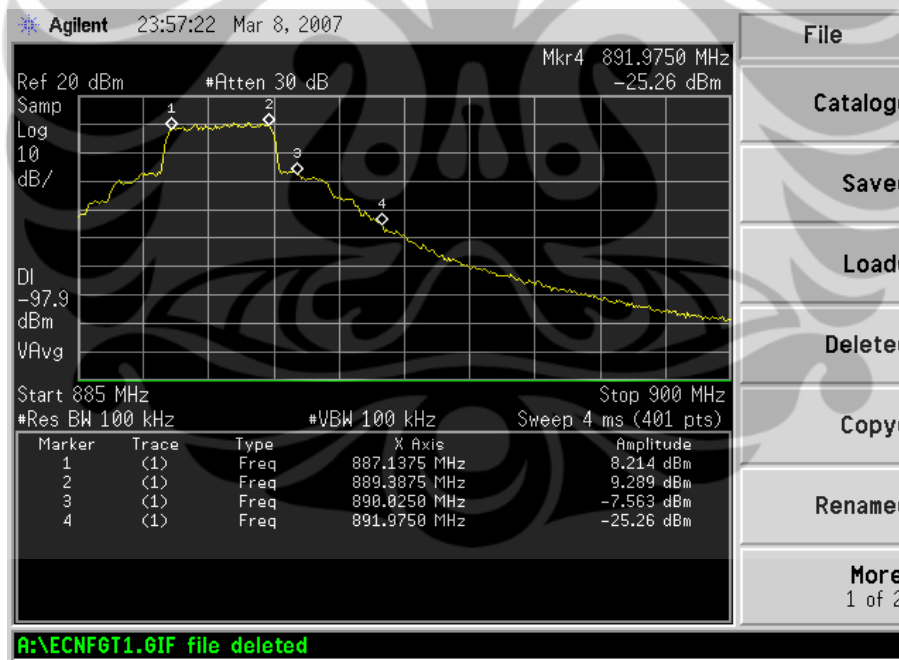 Agilent 23:57:22 Mar 8, 2007
Mkr4 891.9750 MHz
Ref 20 dBm #Atten 30 dB -25.26 dBm
Samp
Log
10
dB/
1
2
3
4
DI
-97.9
dBm
VAvg
Start 885 MHz Stop 900 MHz
#Res BW 100 kHz #VBW 100 kHz Sweep 4 ms (401 pts)
Marker Trace Type X Axis Amplitude
1 (1) Freq 887.1375 MHz 8.214 dBm
2 (1) Freq 889.3875 MHz 9.289 dBm
3 (1) Freq 890.0250 MHz -7.563 dBm
4 (1) Freq 891.9750 MHz -25.26 dBm
A:\ECNFGT1.GIF file deleted
File
Catalog
Save
Load
Delete
Copy
Rename
More
1 of 2